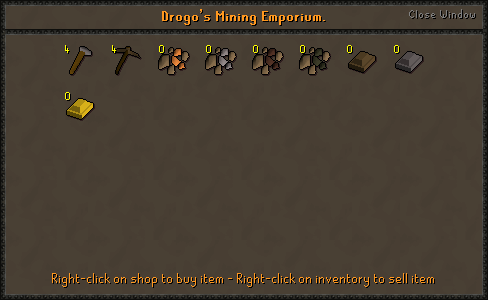 Drogo's Mining Emporium.
Close Window
4 4 0 0 0 0 0 0
0
Right-click on shop to buy item - Right-click on inventory to sell item